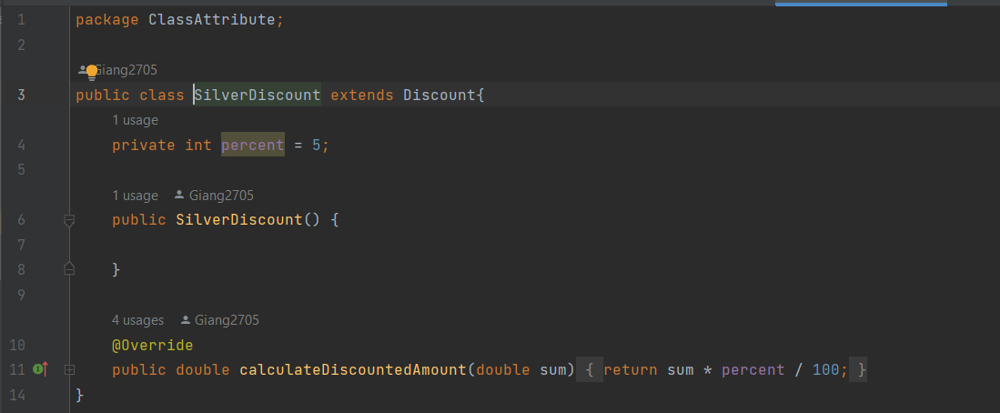 1 package ClassAttribute;
2
Giang2705
3 public class SilverDiscount extends Discount{
1 usage
4 private int percent = 5;
5
1 usage Giang2705
6 public SilverDiscount() {
7
8 }
9
4 usages Giang2705
10 @Override
11 public double calculateDiscountedAmount(double sum) { return sum * percent / 100; }
14 }